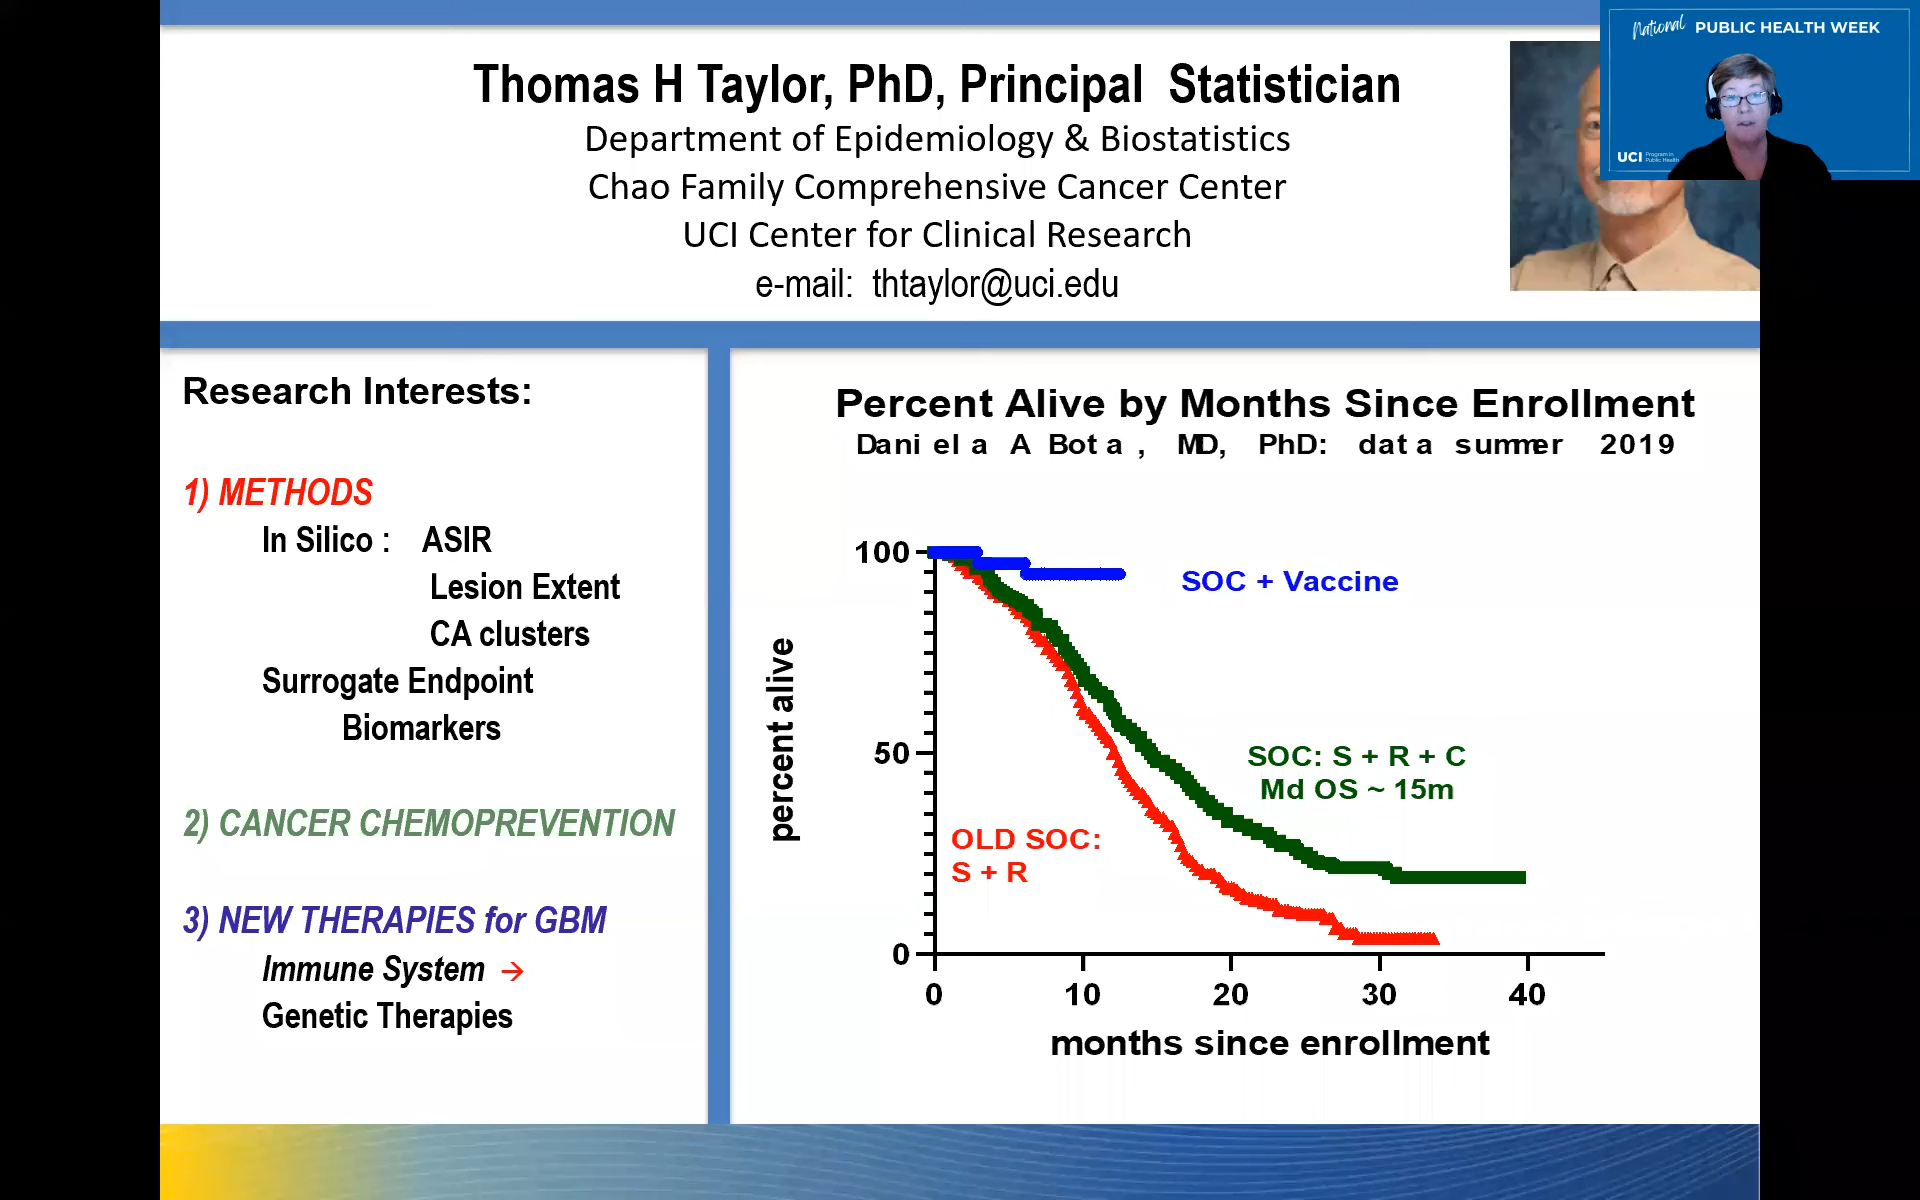 National PUBLIC HEALTH WEEK
UCI Program in Public Health
Thomas H Taylor, PhD, Principal Statistician
Department of Epidemiology & Biostatistics
Chao Family Comprehensive Cancer Center
UCI Center for Clinical Research
e-mail: thtaylor@uci.edu
Research Interests:
1) METHODS
In Silico : ASIR
Lesion Extent
CA clusters
Surrogate Endpoint
Biomarkers
2) CANCER CHEMOPREVENTION
3) NEW THERAPIES for GBM
Immune System →
Genetic Therapies
Percent Alive by Months Since Enrollment
Daniela A Bota, MD, PhD: data summer 2019
percent alive
100
50
0
SOC + Vaccine
SOC: S + R + C
Md OS ~ 15m
OLD SOC:
S + R
0 10 20 30 40
months since enrollment